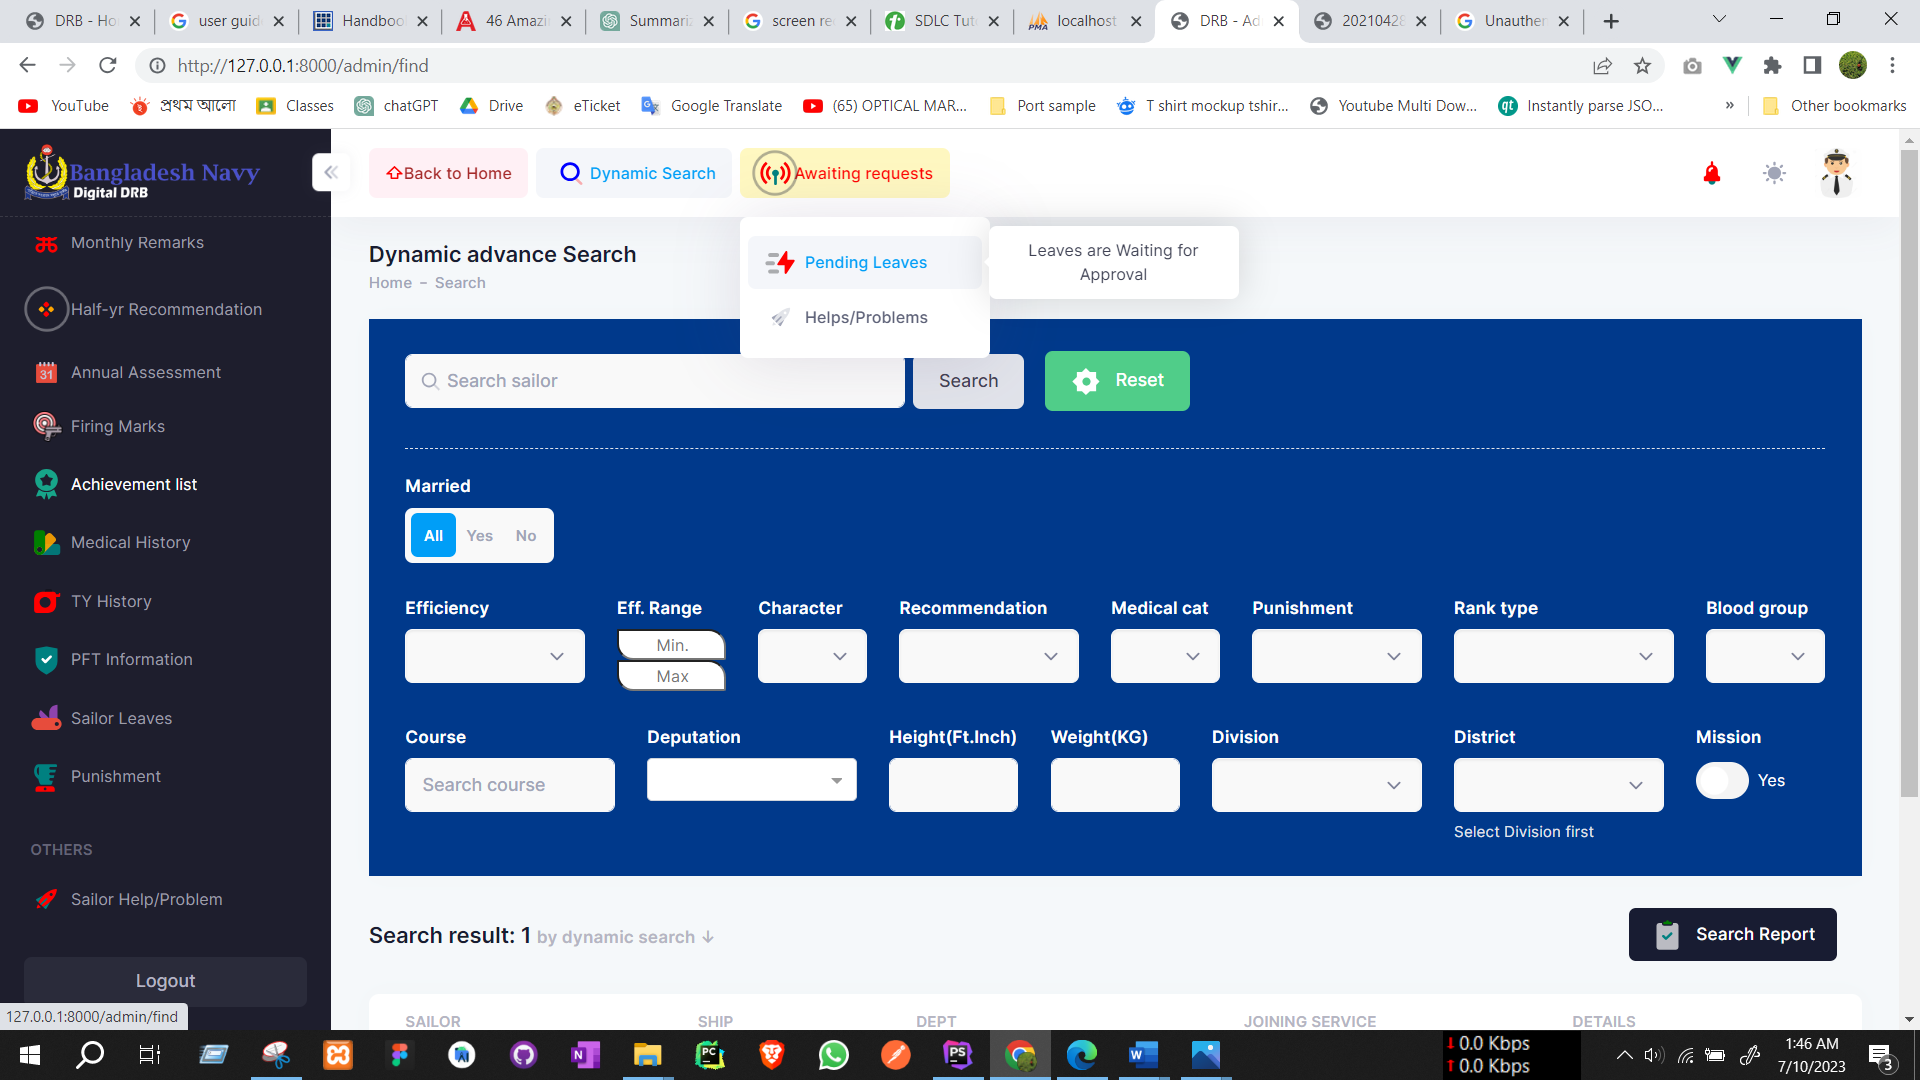 DRB - Ho
user guid
Handboo
46 Amazi
Summari
screen re
SDLC Tut
PMA localhost
DRB - Ad
20210428
Unauthen
http://127.0.0.1:8000/admin/find
YouTube
প্রথম আলো
Classes
chatGPT
Drive
eTicket
Google Translate
(65) OPTICAL MAR...
Port sample
T shirt mockup tshir...
Youtube Multi Dow...
qt Instantly parse JSO...
»
Other bookmarks
Bangladesh Navy
Digital DRB
Back to Home
Dynamic Search
Awaiting requests
Monthly Remarks
Half-yr Recommendation
31 Annual Assessment
Firing Marks
Achievement list
Medical History
TY History
PFT Information
Sailor Leaves
Punishment
OTHERS
Sailor Help/Problem
Logout
127.0.0.1:8000/admin/find
Dynamic advance Search
Home - Search
Pending Leaves
Helps/Problems
Leaves are Waiting for
Approval
Search sailor
Search
Reset
Married
All Yes No
Efficiency
Eff. Range
Character
Recommendation
Medical cat
Punishment
Rank type
Blood group
Min.
Max
Course
Deputation
Height(Ft.Inch)
Weight(KG)
Division
District
Mission
Search course
Yes
Select Division first
Search result: 1 by dynamic search ↓
Search Report
SAILOR SHIP DEPT JOINING SERVICE DETAILS
N
PC
PS
W
0.0 Kbps
0.0 Kbps
1:46 AM
7/10/2023
3